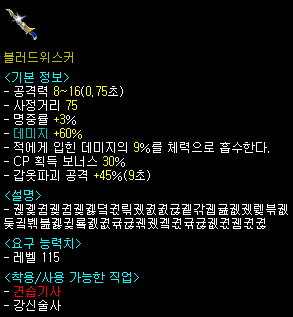 블러드위스커
<기본 정보>
- 공격력 8~16(0,75초)
- 사정거리 75
- 명중률 +3%
- 데미지 +60%
- 적에게 입힌 데미지의 9%를 체력으로 흡수한다.
- CP 획득 보너스 30%
- 갑옷파괴 공격 +45%(9초)
<설명>
<요구 능력치>
- 레벨 115
<착용/사용 가능한 직업>
- 견습기사
- 강신술사